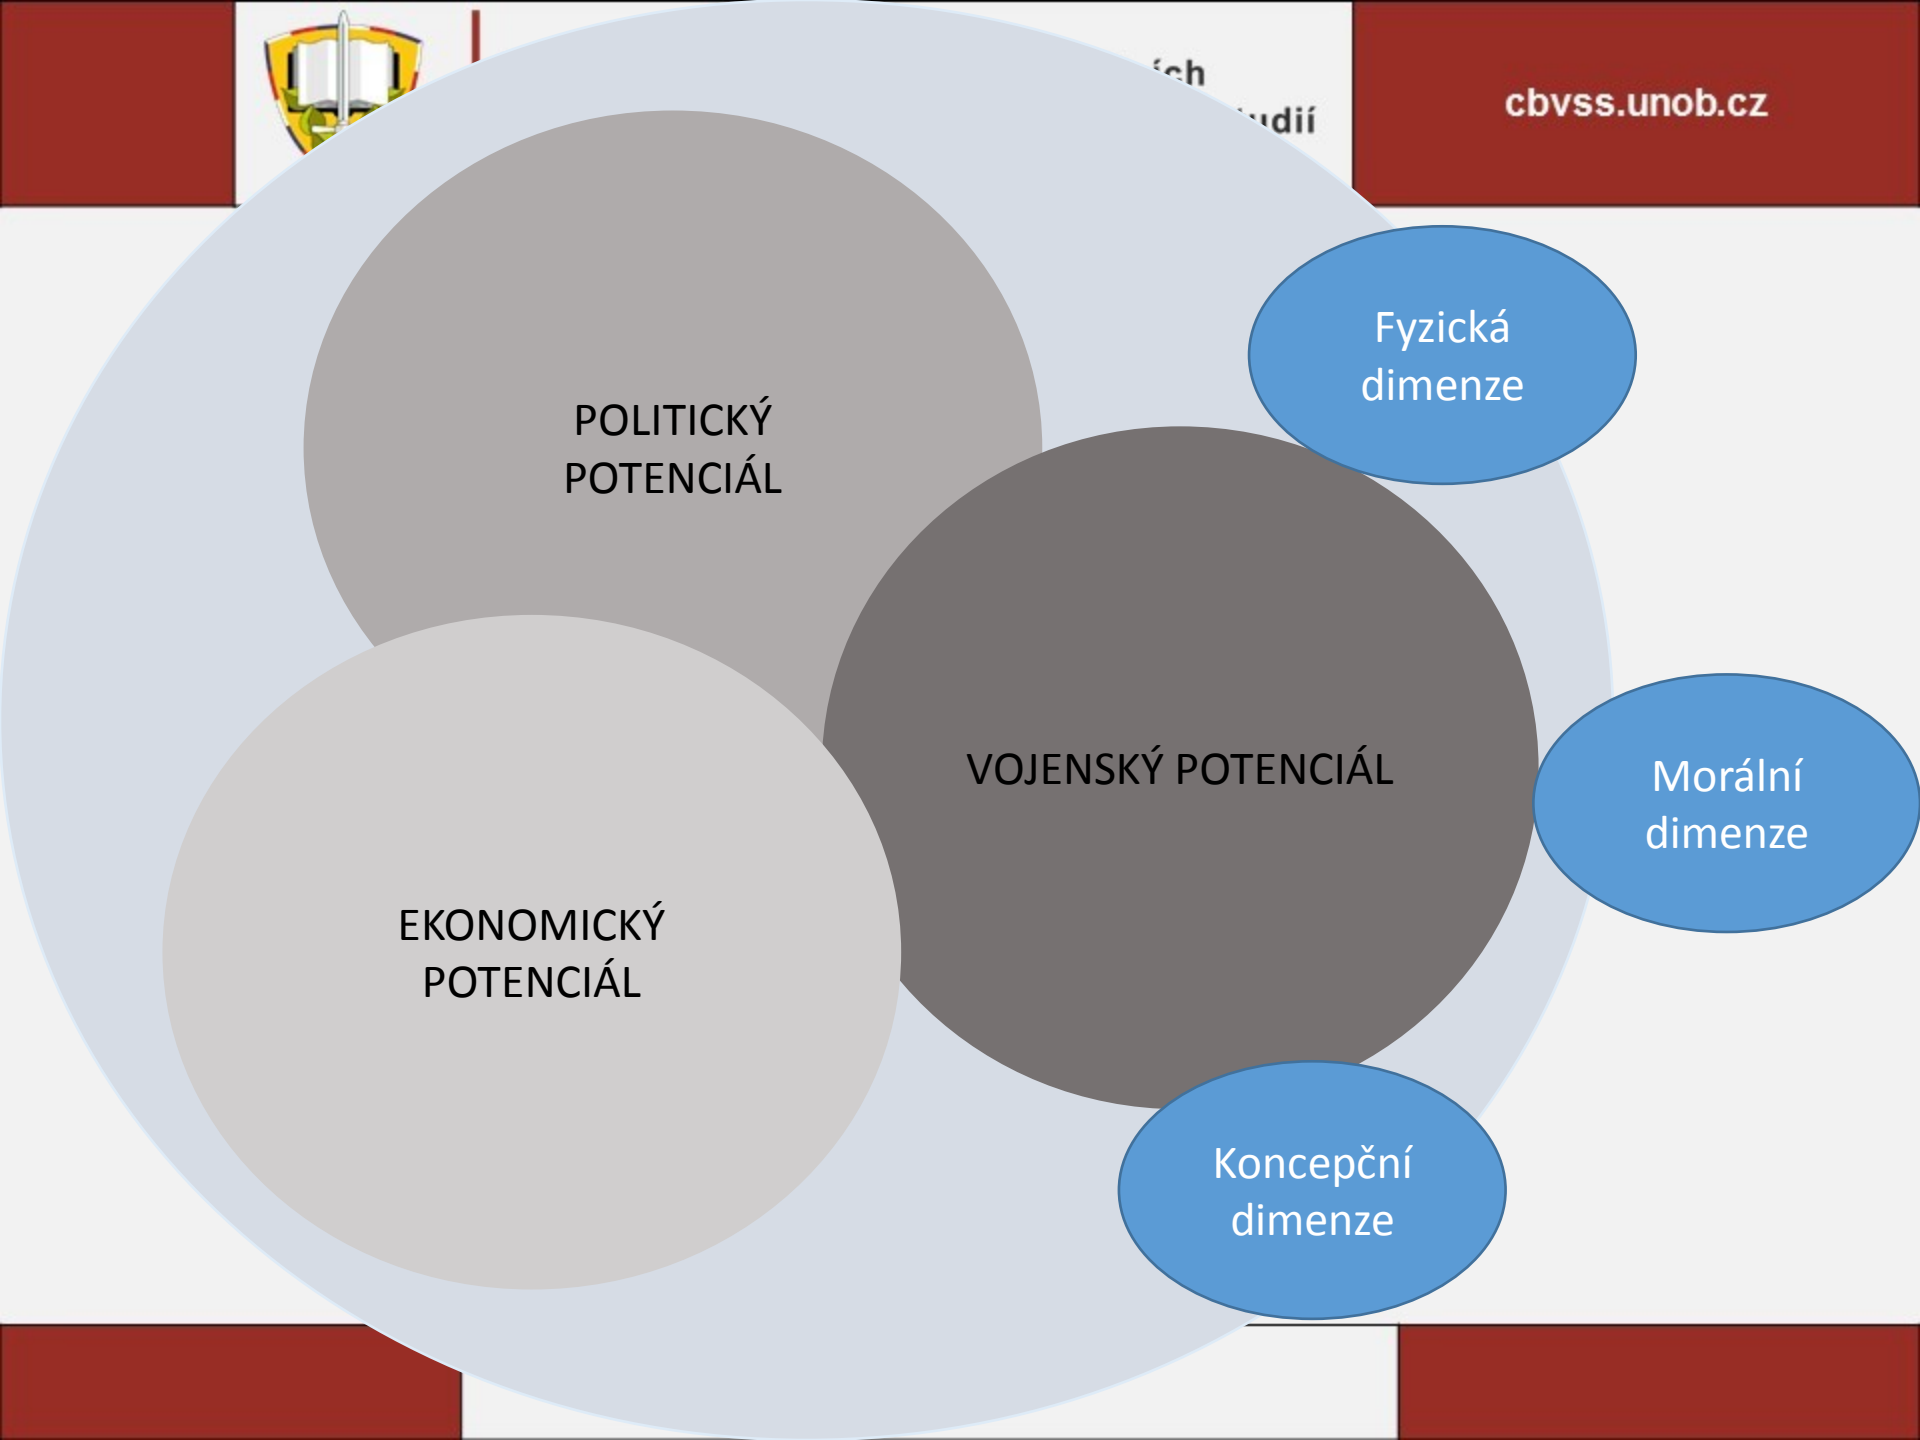 cbvss.unob.cz
Fyzická
dimenze
POLITICKÝ
POTENCIÁL
VOJENSKÝ POTENCIÁL
Morální
dimenze
EKONOMICKÝ
POTENCIÁL
Koncepční
dimenze